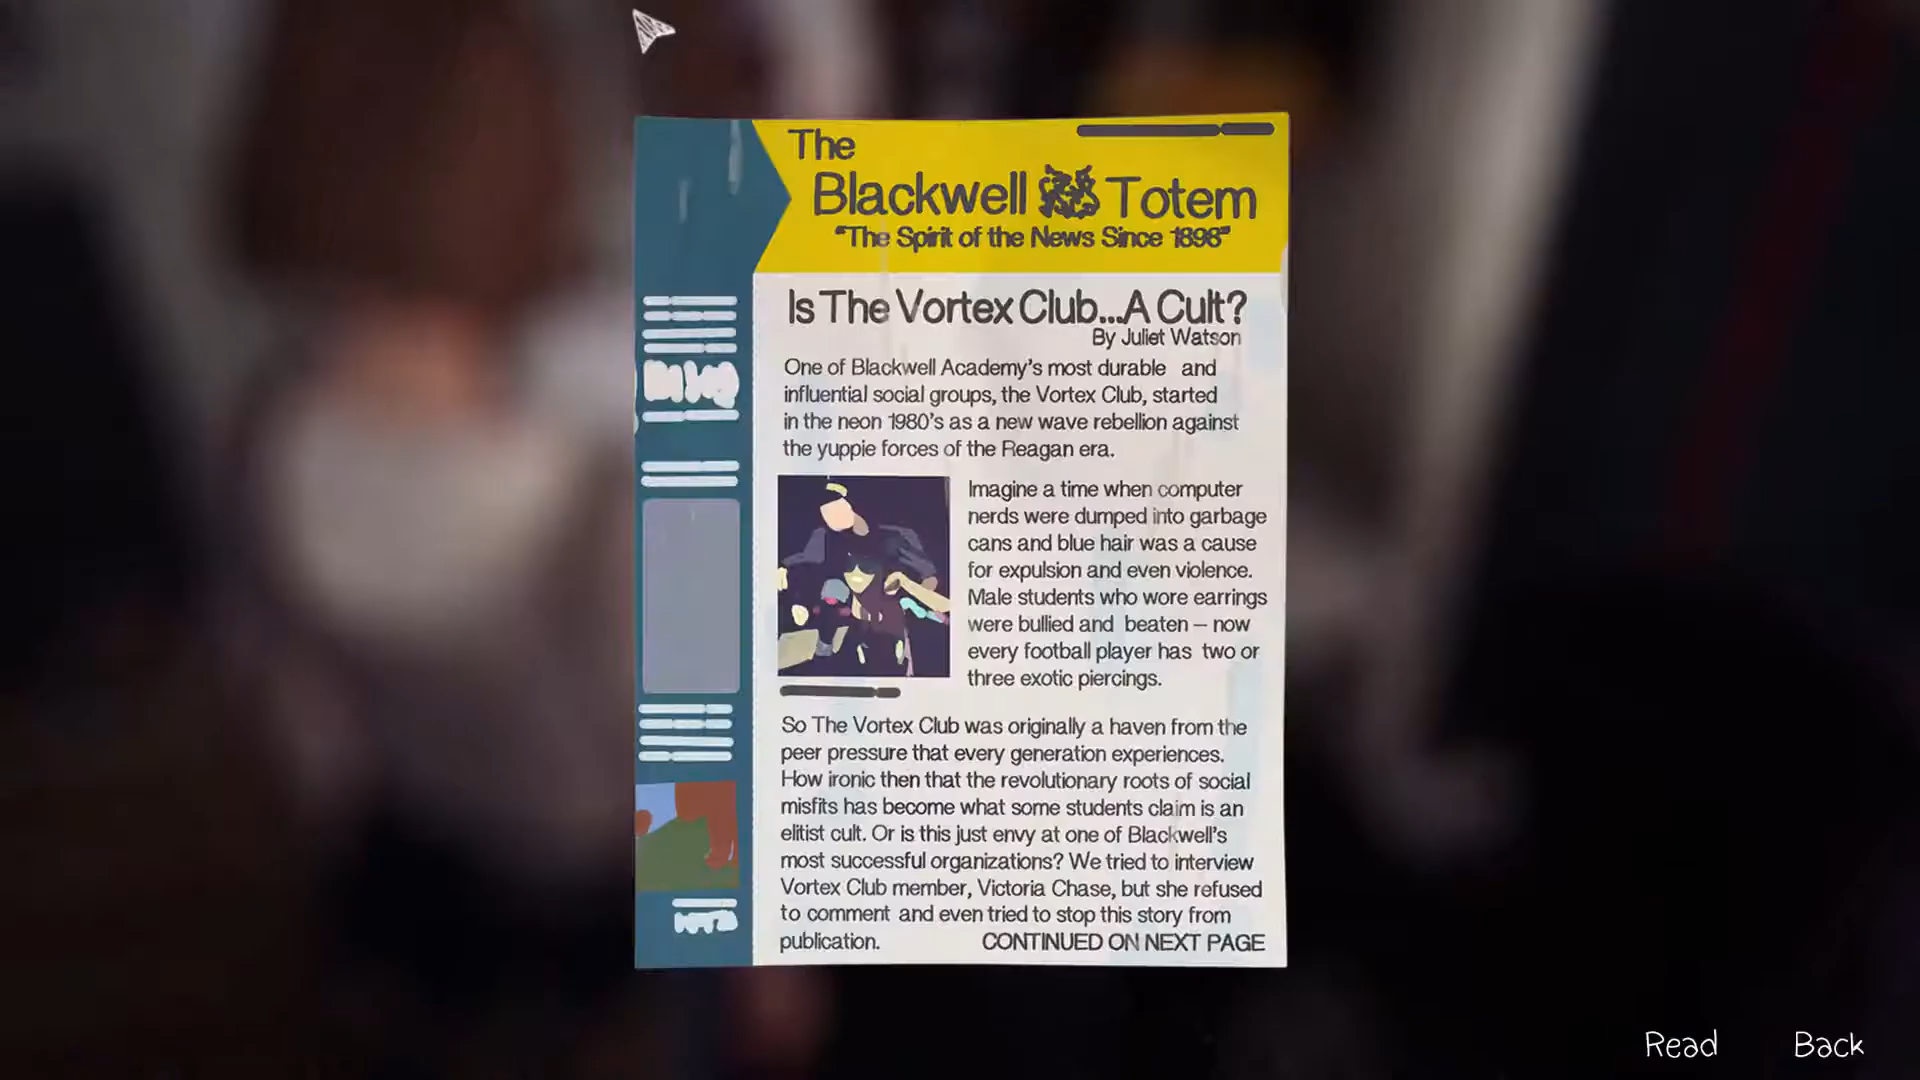 The
Blackwell Totem
"The Spirit of the News Since 1898"
Is The Vortex Club...A Cult?
By Juliet Watson
One of Blackwell Academy's most durable and
influential social groups, the Vortex Club, started
in the neon 1980's as a new wave rebellion against
the yuppie forces of the Reagan era.
Imagine a time when computer
nerds were dumped into garbage
cans and blue hair was a cause
for expulsion and even violence.
Male students who wore earrings
were bullied and beaten – now
every football player has two or
three exotic piercings.
So The Vortex Club was originally a haven from the
peer pressure that every generation experiences.
How ironic then that the revolutionary roots of social
misfits has become what some students claim is an
elitist cult. Or is this just envy at one of Blackwell's
most successful organizations? We tried to interview
Vortex Club member, Victoria Chase, but she refused
to comment and even tried to stop this story from
publication.
CONTINUED ON NEXT PAGE
Read
Back